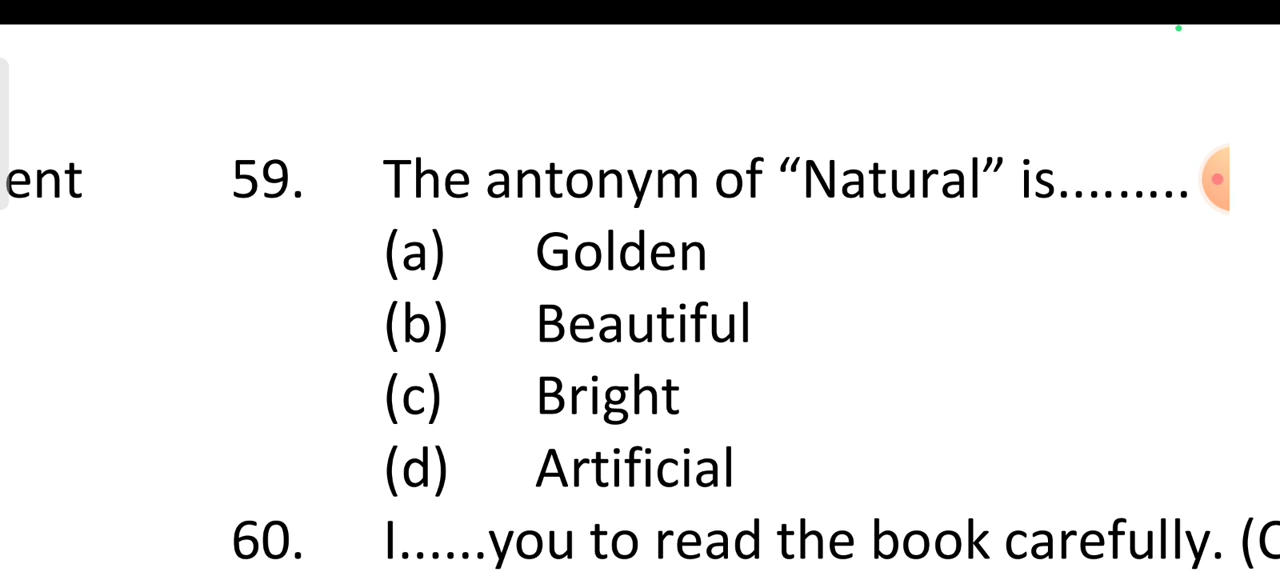 ent
59. The antonym of “Natural” is.........
(a) Golden
(b) Beautiful
(c) Bright
(d) Artificial
60. I......you to read the book carefully. (